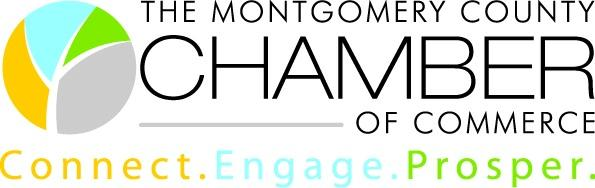 THE MONTGOMERY COUNTY
CHAMBER
OF COMMERCE
Connect.Engage.Prosper.